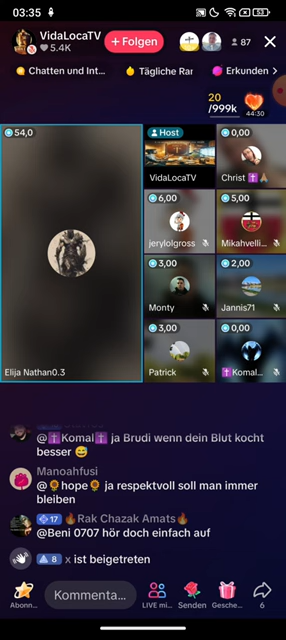 03:35
53
VidaLocaTV
5.4K
+ Folgen
87
Chatten und Int...
Tägliche Ran
Erkunden >
20
/999k
44:30
54,0
Elija Nathan0.3
Host
VidaLocaTV
0,00
Christ ✝️🙏🏽
6,00
jerylolgross
5,00
Mikahvelli...
3,00
Monty
2,00
Jannis71
3,00
Patrick
0,00
✝️Komal...
@✝️Komal✝️ ja Brudi wenn dein Blut kocht
besser 😅
Manoahfusi
@🌻hope🌻 ja respektvoll soll man immer
bleiben
17 🔥Rak Chazak Amats🔥
@Beni 0707 hör doch einfach auf
8 x ist beigetreten
Abonn...
Kommenta...
LIVE mi...
Senden
Gesche...
6